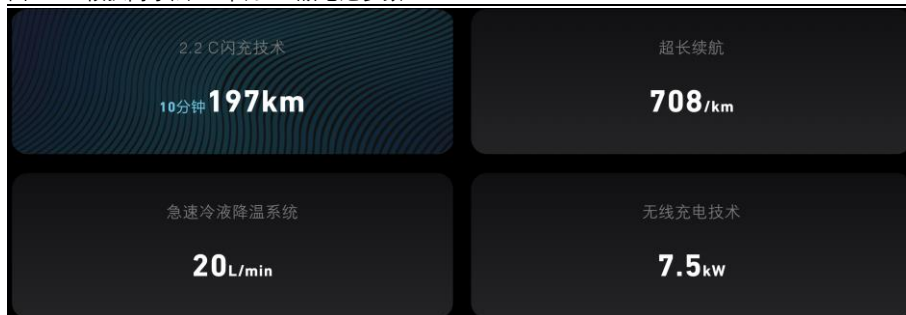 2.2 C闪充技术
10分钟197km
超长续航
708/km
急速冷液降温系统
20L/min
无线充电技术
7.5kW